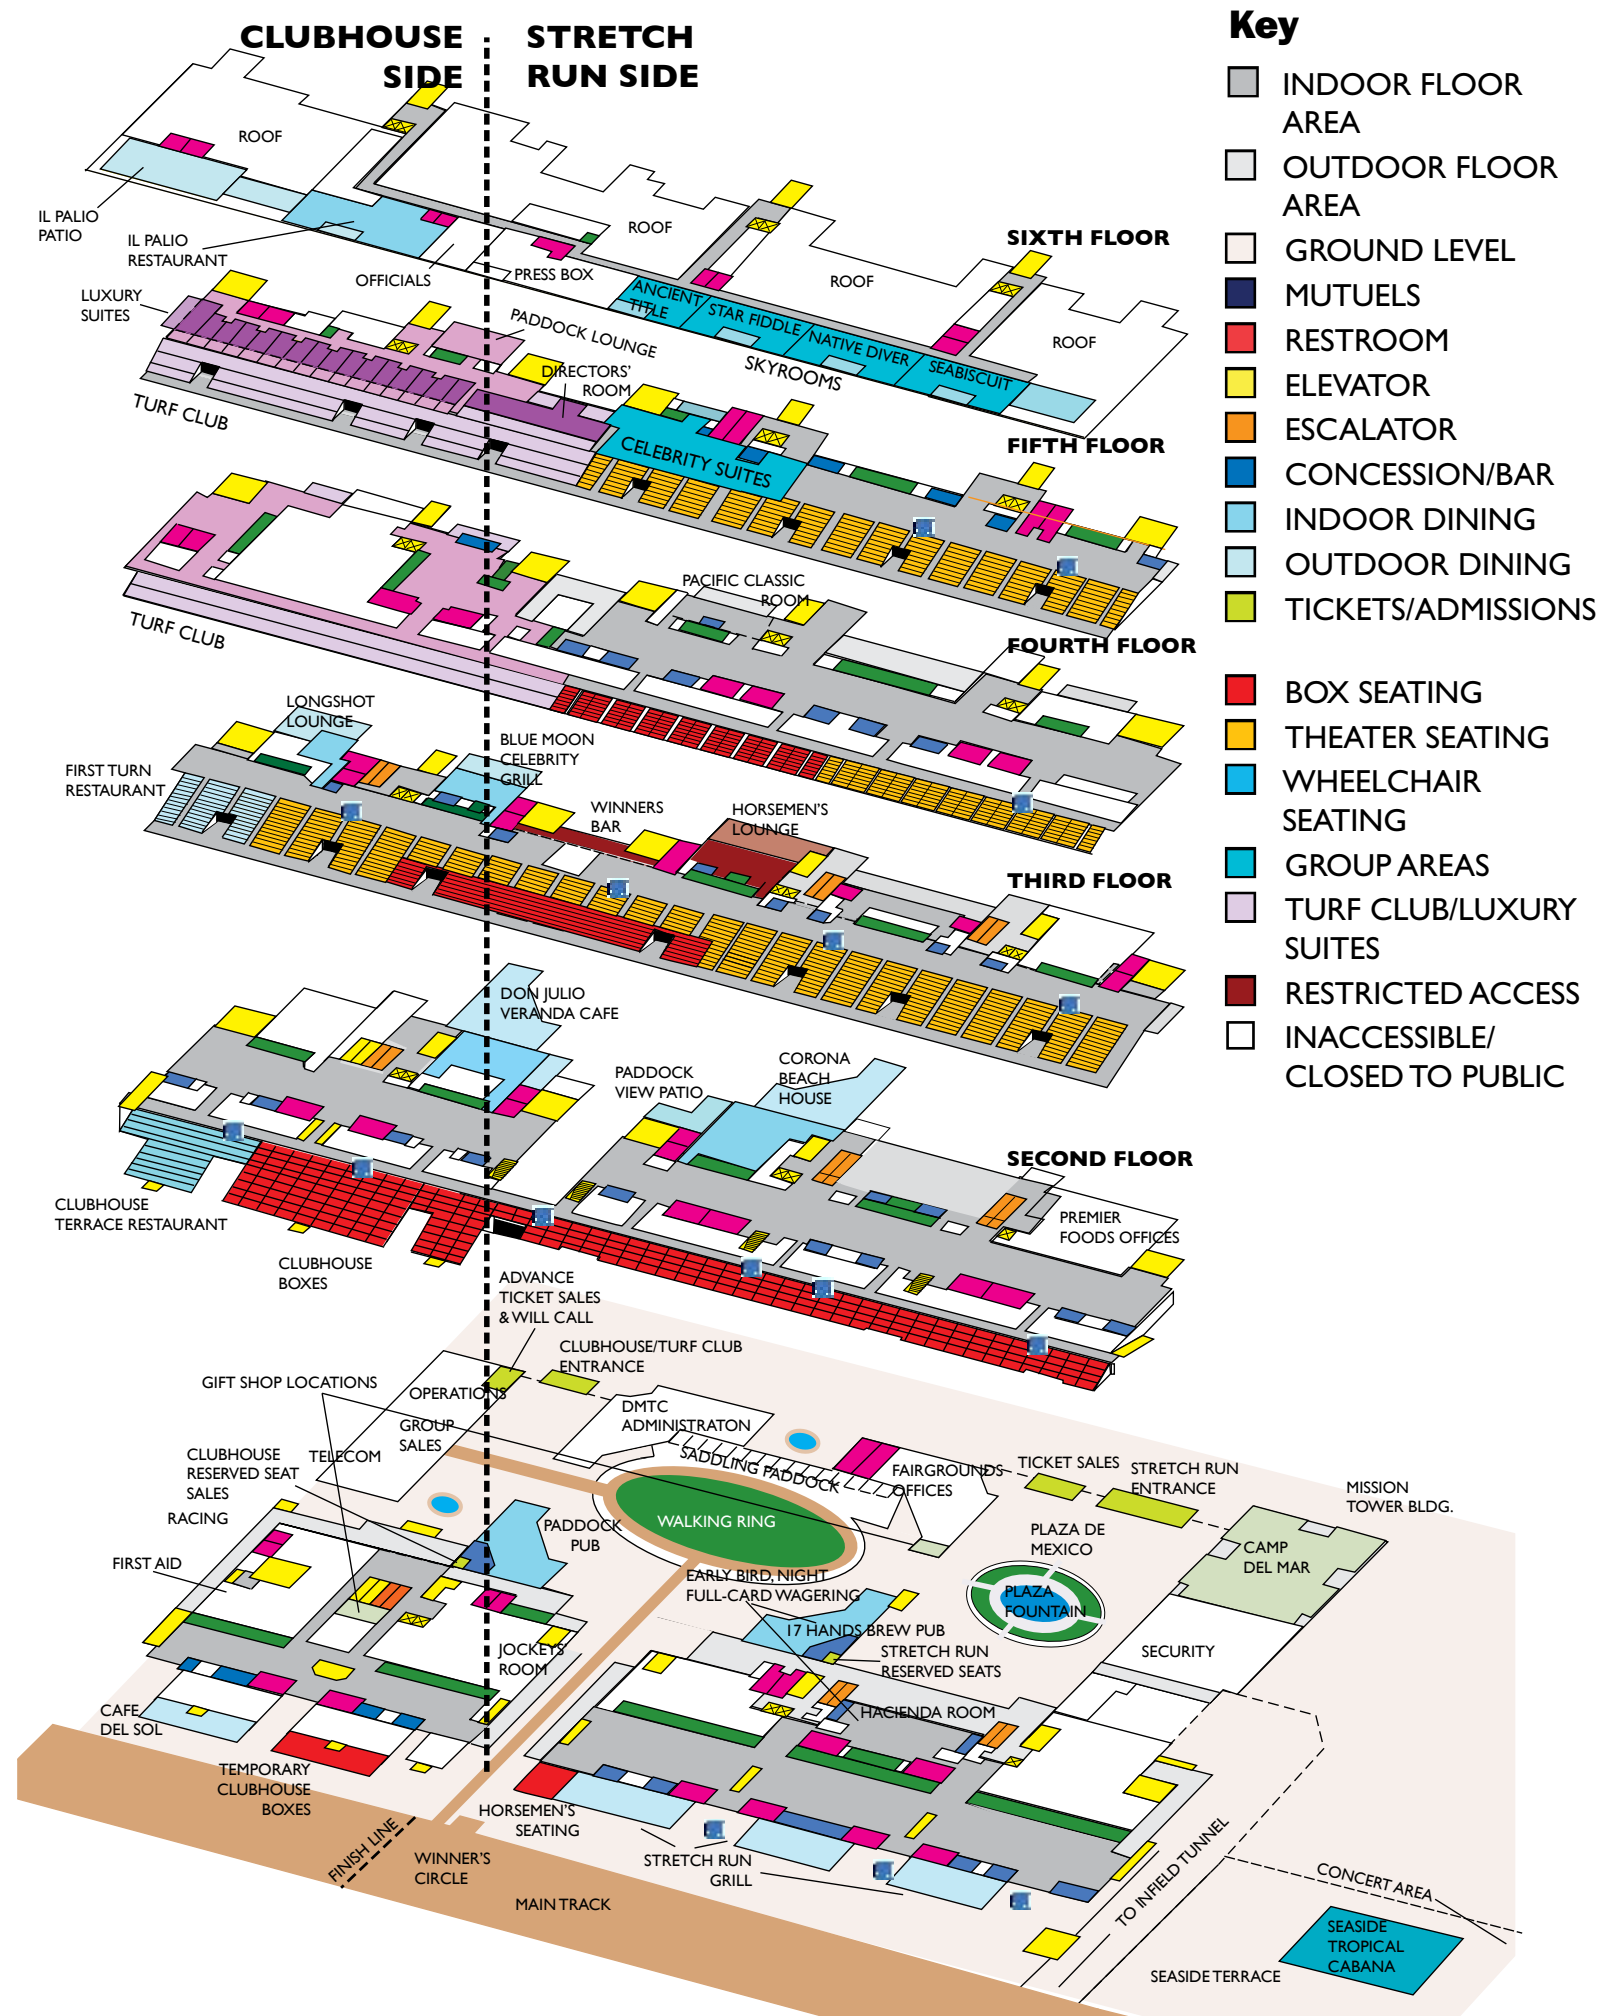 CLUBHOUSE
SIDE
STRETCH
RUN SIDE
Key
INDOOR FLOOR
AREA
OUTDOOR FLOOR
AREA
GROUND LEVEL
MUTUELS
RESTROOM
ELEVATOR
ESCALATOR
CONCESSION/BAR
INDOOR DINING
OUTDOOR DINING
TICKETS/ADMISSIONS
BOX SEATING
THEATER SEATING
WHEELCHAIR
SEATING
GROUP AREAS
TURF CLUB/LUXURY
SUITES
RESTRICTED ACCESS
INACCESSIBLE/
CLOSED TO PUBLIC
ROOF
ROOF
ROOF
ROOF
SIXTH FLOOR
IL PALIO
PATIO
IL PALIO
RESTAURANT
OFFICIALS
PRESS BOX
ANCIENT
TITLE
STAR FIDDLE
NATIVE DIVER
SEABISCUIT
SKYROOMS
LUXURY
SUITES
PADDOCK LOUNGE
DIRECTORS'
ROOM
TURF CLUB
CELEBRITY SUITES
FIFTH FLOOR
PACIFIC CLASSIC
ROOM
TURF CLUB
FOURTH FLOOR
LONGSHOT
LOUNGE
FIRST TURN
RESTAURANT
BLUE MOON
CELEBRITY
GRILL
WINNERS
BAR
HORSEMEN'S
LOUNGE
THIRD FLOOR
DON JULIO
VERANDA CAFE
PADDOCK
VIEW PATIO
CORONA
BEACH
HOUSE
SECOND FLOOR
CLUBHOUSE
TERRACE RESTAURANT
CLUBHOUSE
BOXES
PREMIER
FOODS OFFICES
ADVANCE
TICKET SALES
& WILL CALL
CLUBHOUSE/TURF CLUB
ENTRANCE
GIFT SHOP LOCATIONS
OPERATIONS
GROUP
SALES
TELECOM
DMTC
ADMINISTRATON
SADDLING PADDOCK
FAIRGROUNDS
OFFICES
TICKET SALES
STRETCH RUN
ENTRANCE
MISSION
TOWER BLDG.
CLUBHOUSE
RESERVED SEAT
SALES
RACING
FIRST AID
PADDOCK
PUB
WALKING RING
PLAZA DE
MEXICO
CAMP
DEL MAR
EARLY BIRD, NIGHT
FULL-CARD WAGERING
PLAZA
FOUNTAIN
17 HANDS BREW PUB
STRETCH RUN
RESERVED SEATS
SECURITY
JOCKEYS
ROOM
HACIENDA ROOM
CAFE
DEL SOL
TEMPORARY
CLUBHOUSE
BOXES
HORSEMEN'S
SEATING
FINISH LINE
WINNER'S
CIRCLE
STRETCH RUN
GRILL
MAIN TRACK
TO INFIELD TUNNEL
CONCERT AREA
SEASIDE
TROPICAL
CABANA
SEASIDE TERRACE